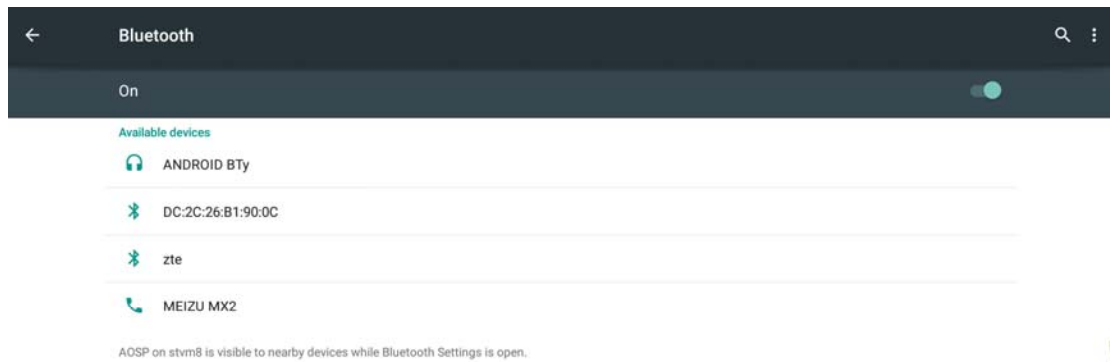 Bluetooth
On
Available devices
ANDROID BTy
DC:2C:26:B1:90:0C
zte
MEIZU MX2
AOSP on stvm8 is visible to nearby devices while Bluetooth Settings is open.